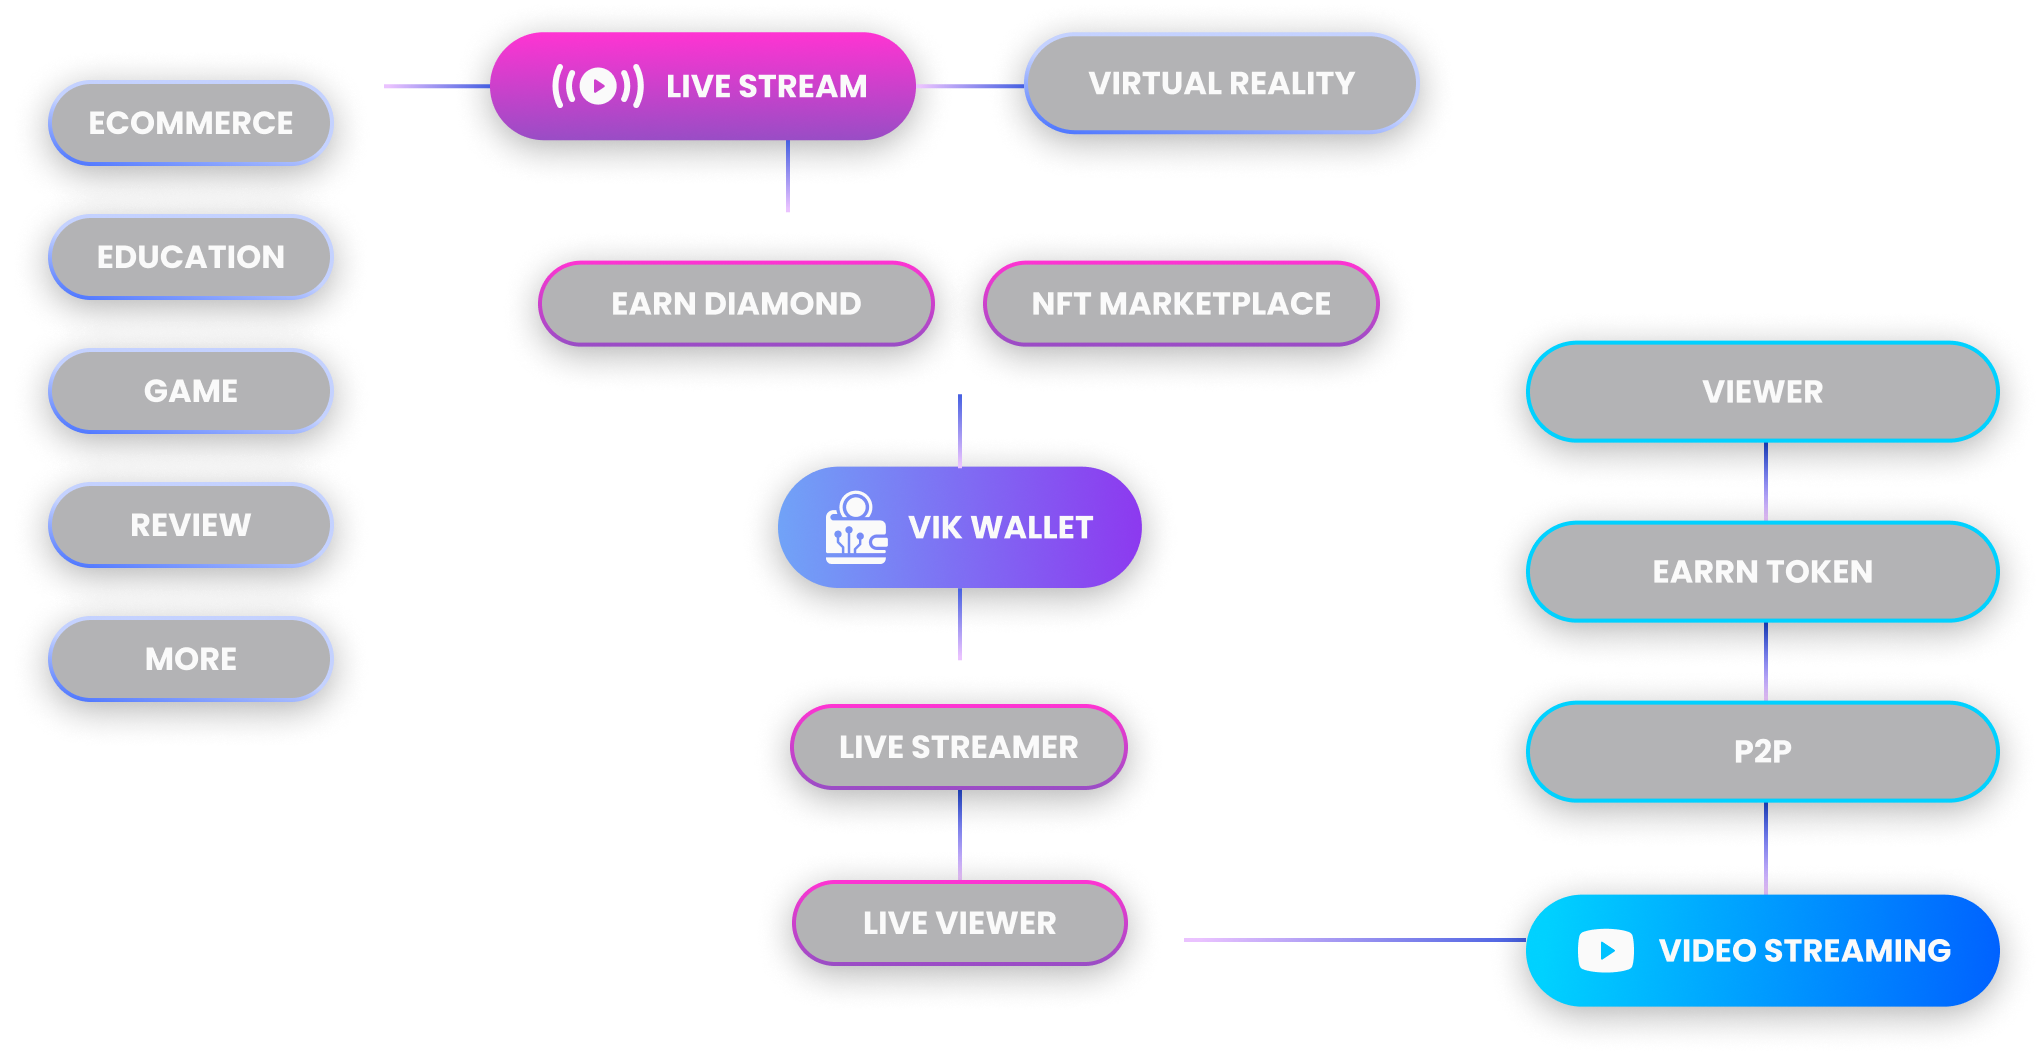 LIVE STREAM
VIRTUAL REALITY
ECOMMERCE
EDUCATION
GAME
REVIEW
MORE
EARN DIAMOND
NFT MARKETPLACE
VIK WALLET
LIVE STREAMER
LIVE VIEWER
VIEWER
EARRN TOKEN
P2P
VIDEO STREAMING